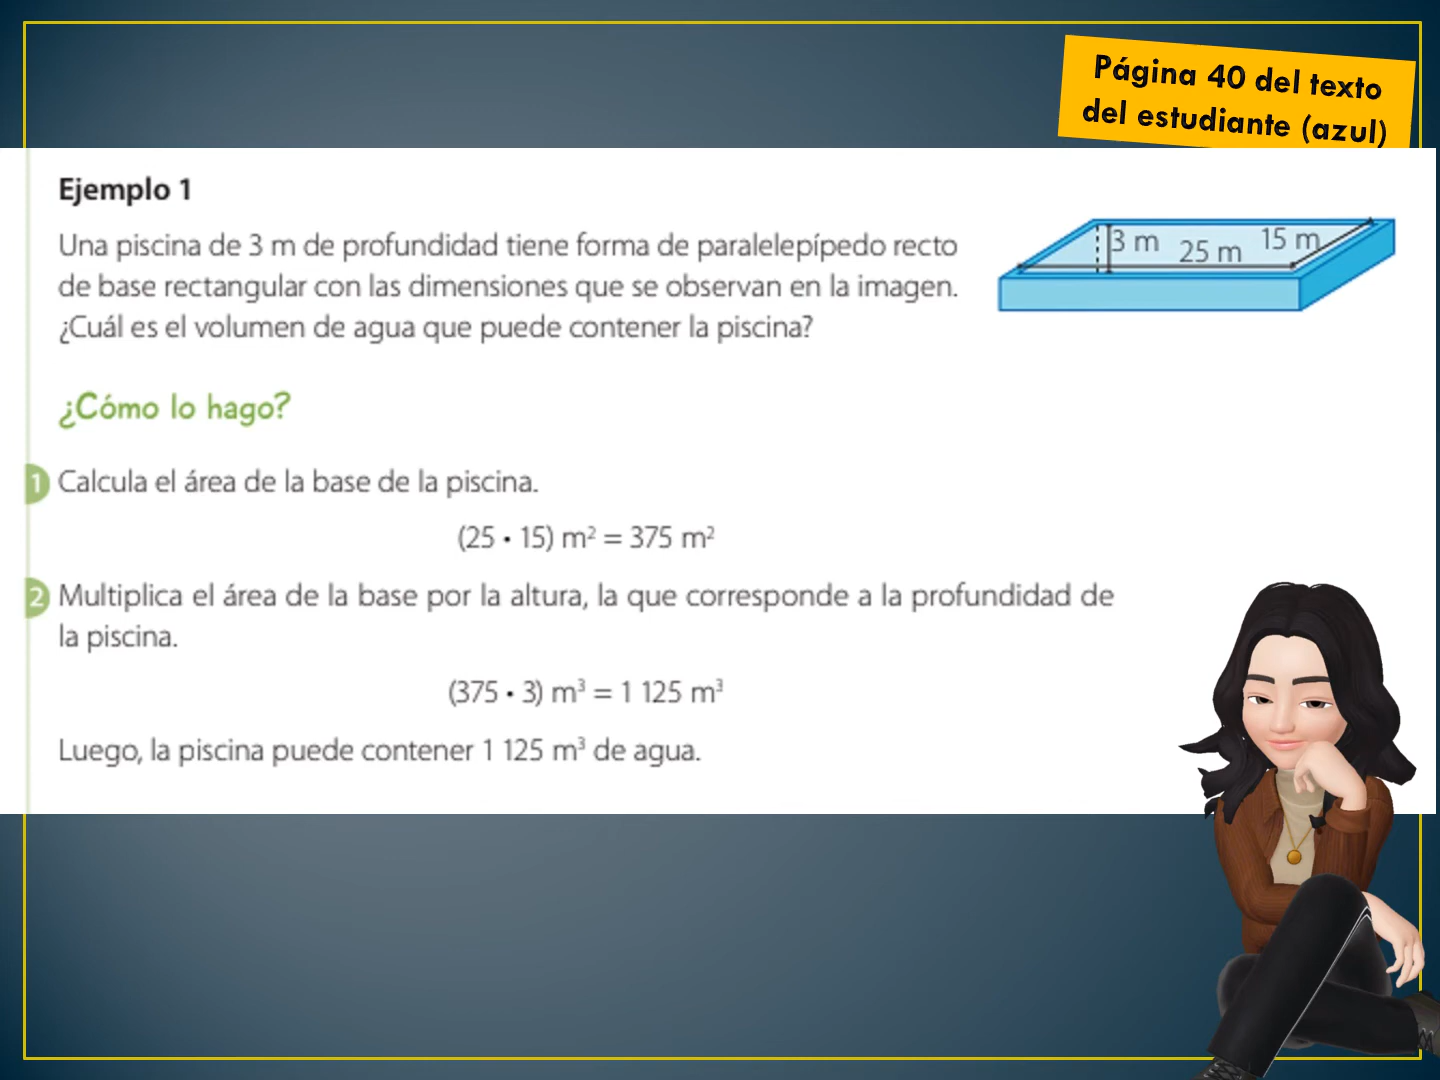 Página 40 del texto
del estudiante (azul)
Ejemplo 1
Una piscina de 3 m de profundidad tiene forma de paralelepípedo recto
de base rectangular con las dimensiones que se observan en la imagen.
¿Cuál es el volumen de agua que puede contener la piscina?
3 m
25 m
15 m
¿Cómo lo hago?
1 Calcula el área de la base de la piscina.
(25 • 15) m² = 375 m²
2 Multiplica el área de la base por la altura, la que corresponde a la profundidad de
la piscina.
(375 • 3) m³ = 1 125 m³
Luego, la piscina puede contener 1 125 m³ de agua.